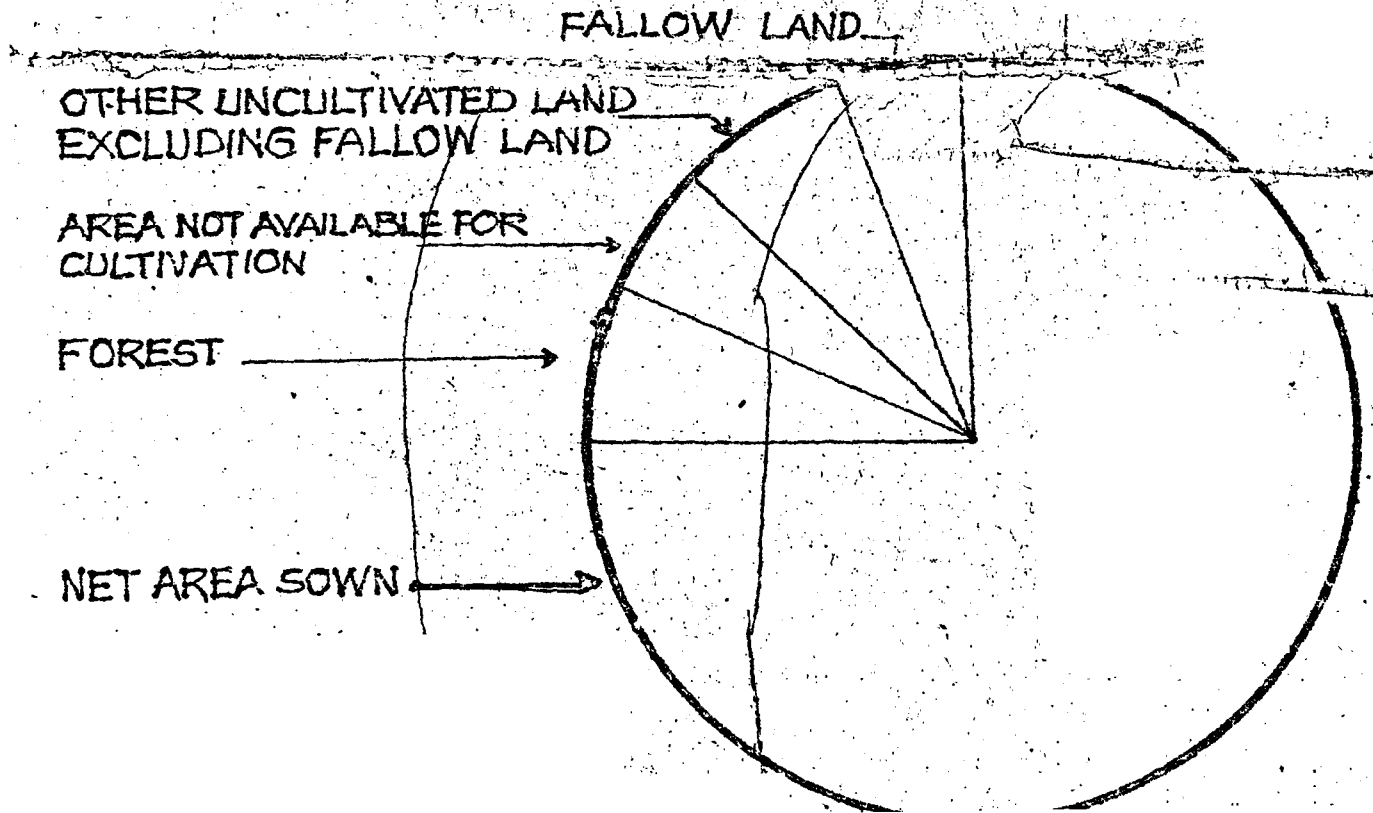 FALLOW LAND
OTHER UNCULTIVATED LAND
EXCLUDING FALLOW LAND
AREA NOT AVAILABLE FOR
CULTIVATION
FOREST
NET AREA SOWN